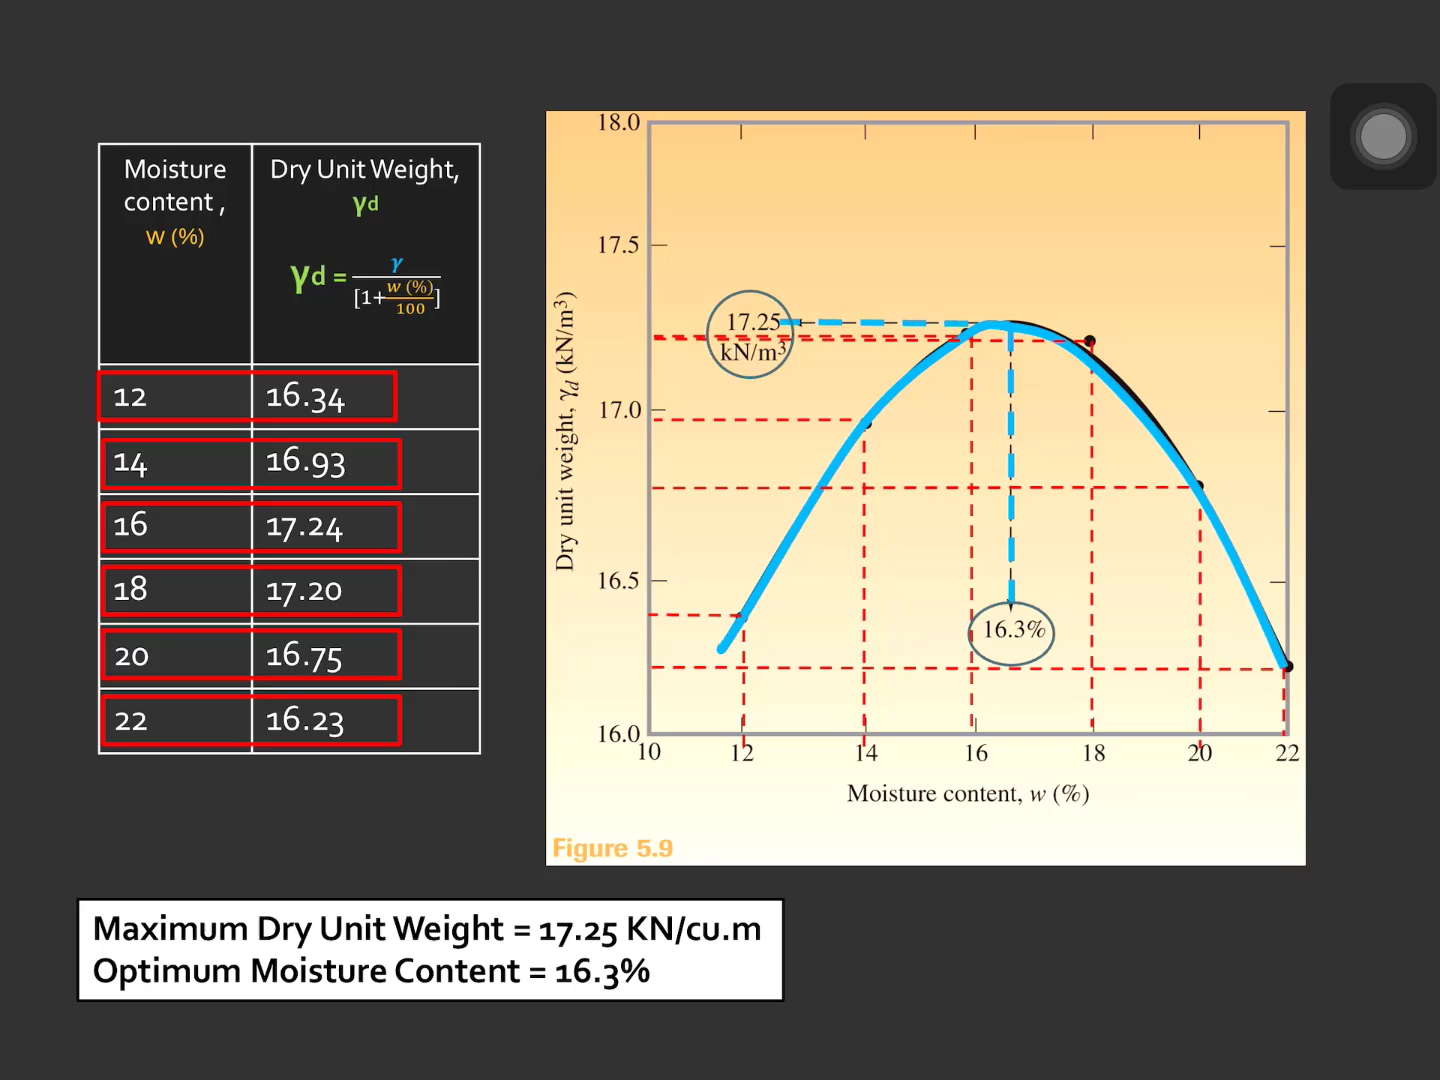 Moisture
content ,
w (%)
Dry Unit Weight,
γd
γd = γ / [1+ w (%) / 100 ]
12 16.34
14 16.93
16 17.24
18 17.20
20 16.75
22 16.23
18.0
17.5
17.0
16.5
16.0
Dry unit weight, γd (kN/m³)
17.25
kN/m³
16.3%
10 12 14 16 18 20 22
Moisture content, w (%)
Figure 5.9
Maximum Dry Unit Weight = 17.25 KN/cu.m
Optimum Moisture Content = 16.3%